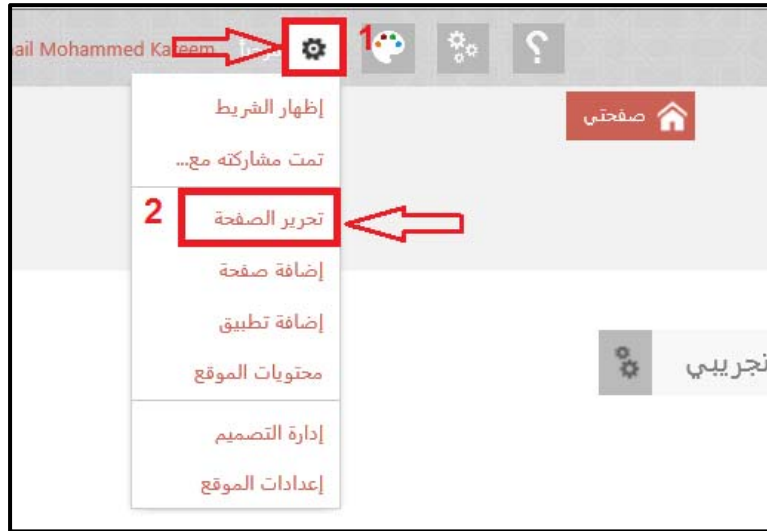 ail Mohammed Kareem
1
صفحتي
إظهار الشريط
تمت مشاركته مع...
2
تحرير الصفحة
إضافة صفحة
إضافة تطبيق
محتويات الموقع
تجريبي
إدارة التصميم
إعدادات الموقع